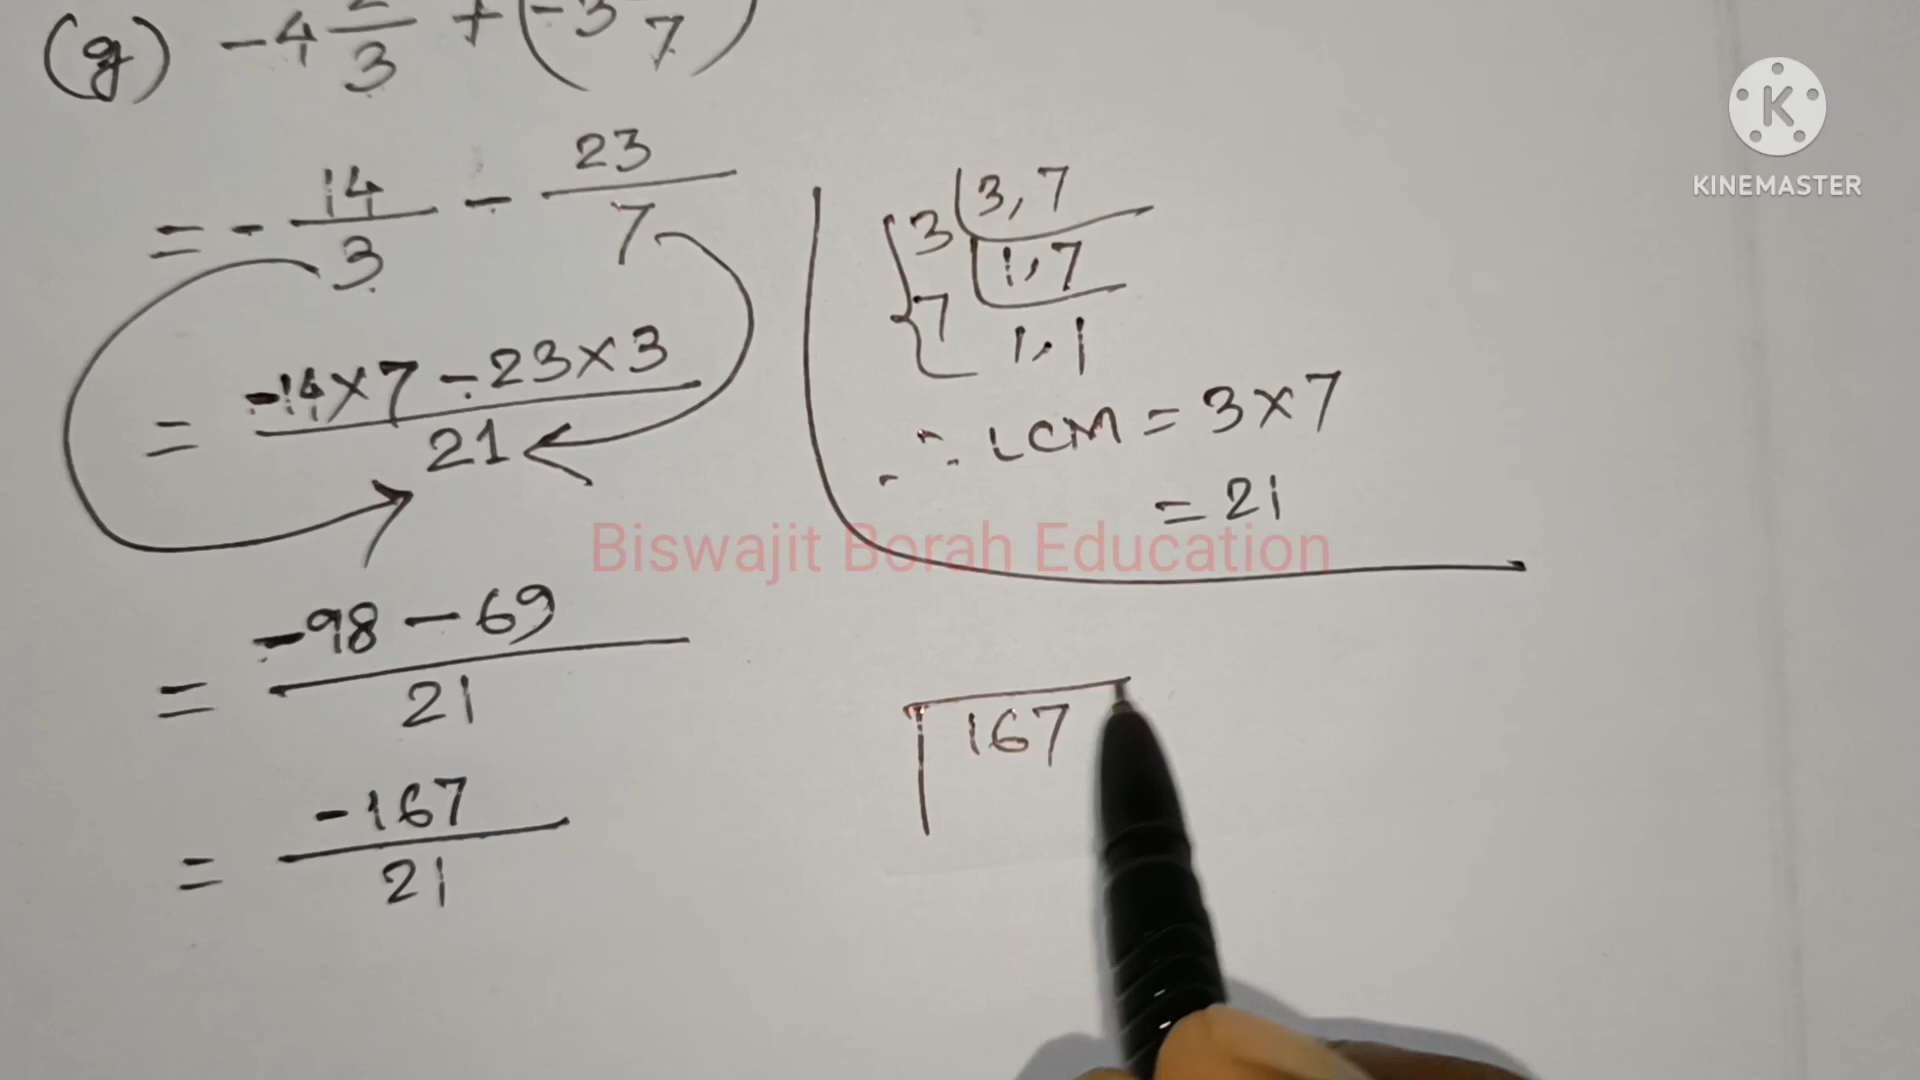 (g) -4 2/3 + (-3 /7)
= - 14/3 - 23/7
= -14×7 - 23×3 / 21
= -98 - 69 / 21
= -167 / 21
3 | 3, 7
7 | 1, 7
1, 1
∴ LCM = 3×7
= 21
167
Biswajit Borah Education
K
KINEMASTER